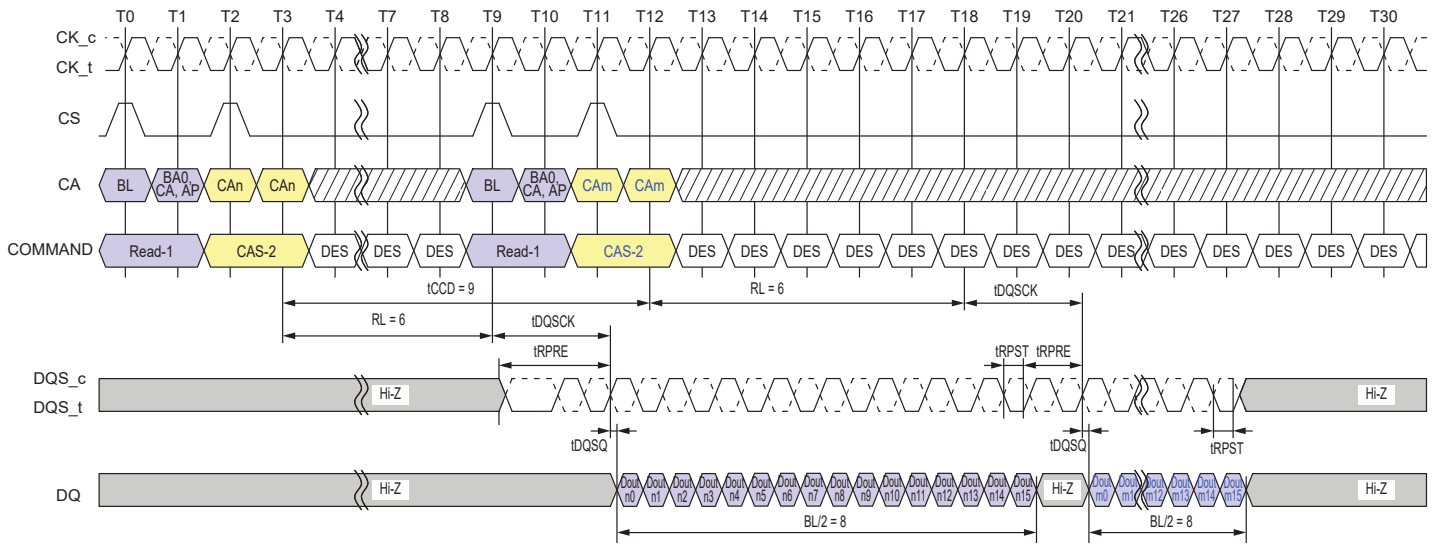 T0 T1 T2 T3 T4 T7 T8 T9 T10 T11 T12 T13 T14 T15 T16 T17 T18 T19 T20 T21 T26 T27 T28 T29 T30
CK_c
CK_t
CS
CA BL BA0, CA, AP CAn CAn BL BA0, CA, AP CAm CAm
COMMAND Read-1 CAS-2 DES DES DES Read-1 CAS-2 DES DES DES DES DES DES DES DES DES DES DES DES DES DES
tCCD = 9 RL = 6 tDQSCK
RL = 6 tDQSCK
tRPRE tRPST tRPRE
DQS_c
DQS_t
Hi-Z Hi-Z
tDQSQ tDQSQ tRPST
DQ Hi-Z Dout n0 Dout n1 Dout n2 Dout n3 Dout n4 Dout n5 Dout n6 Dout n7 Dout n8 Dout n9 Dout n10 Dout n11 Dout n12 Dout n13 Dout n14 Dout n15 Hi-Z Dout m0 Dout m1 Dout m12 Dout m13 Dout m14 Dout m15 Hi-Z
BL/2 = 8 BL/2 = 8